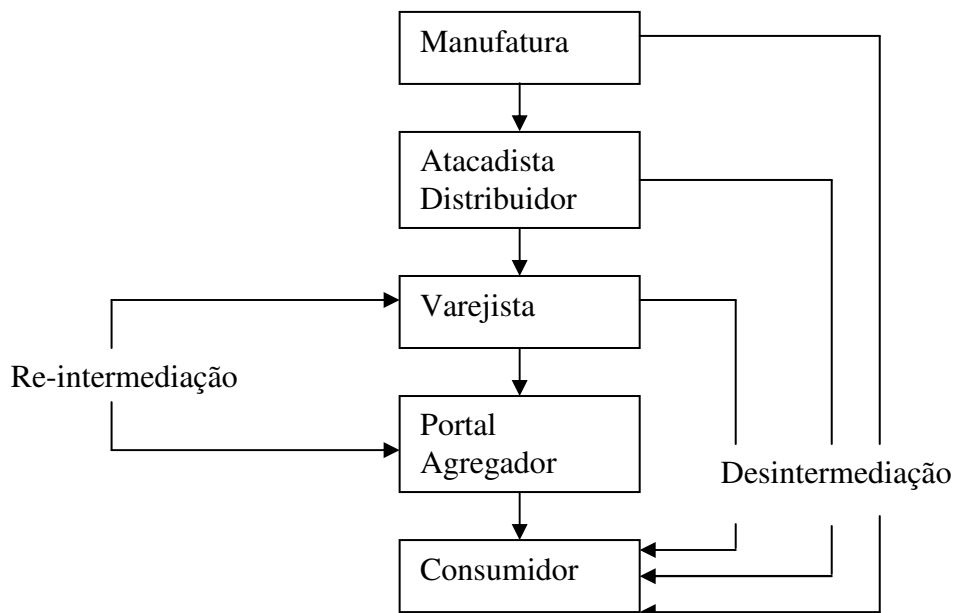 Manufatura
Atacadista
Distribuidor
Varejista
Re-intermediação
Portal
Agregador
Desintermediação
Consumidor